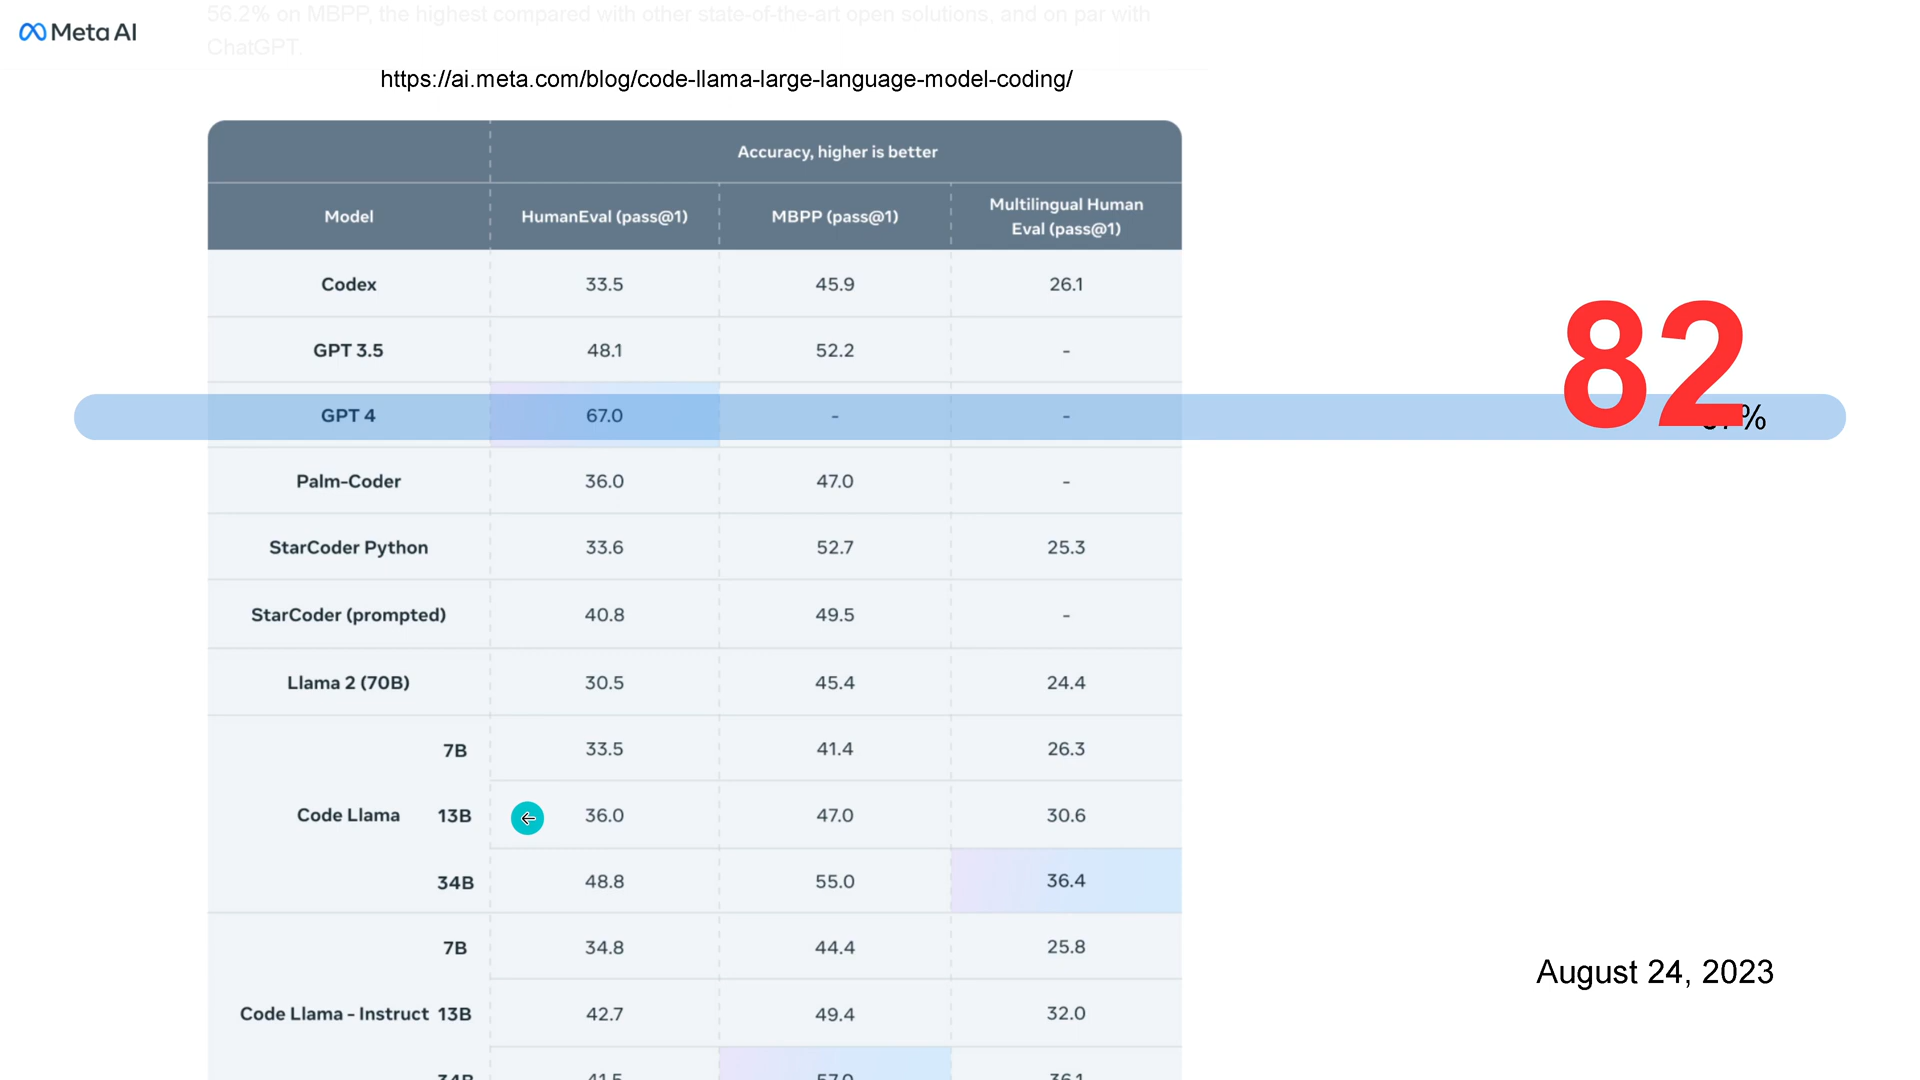 56.2% on MBPP, the highest compared with other state-of-the-art open solutions, and on par with
Meta AI
ChatGPT.
https://ai.meta.com/blog/code-llama-large-language-model-coding/
Accuracy, higher is better
Model HumanEval (pass@1) MBPP (pass@1) Multilingual Human
Eval (pass@1)
Codex 33.5 45.9 26.1
GPT 3.5 48.1 52.2 -
82
GPT 4 67.0 - - %
Palm-Coder 36.0 47.0 -
StarCoder Python 33.6 52.7 25.3
StarCoder (prompted) 40.8 49.5 -
Llama 2 (70B) 30.5 45.4 24.4
7B 33.5 41.4 26.3
Code Llama 13B 36.0 47.0 30.6
34B 48.8 55.0 36.4
7B 34.8 44.4 25.8
August 24, 2023
Code Llama - Instruct 13B 42.7 49.4 32.0
34B 41.5 57.0 36.1